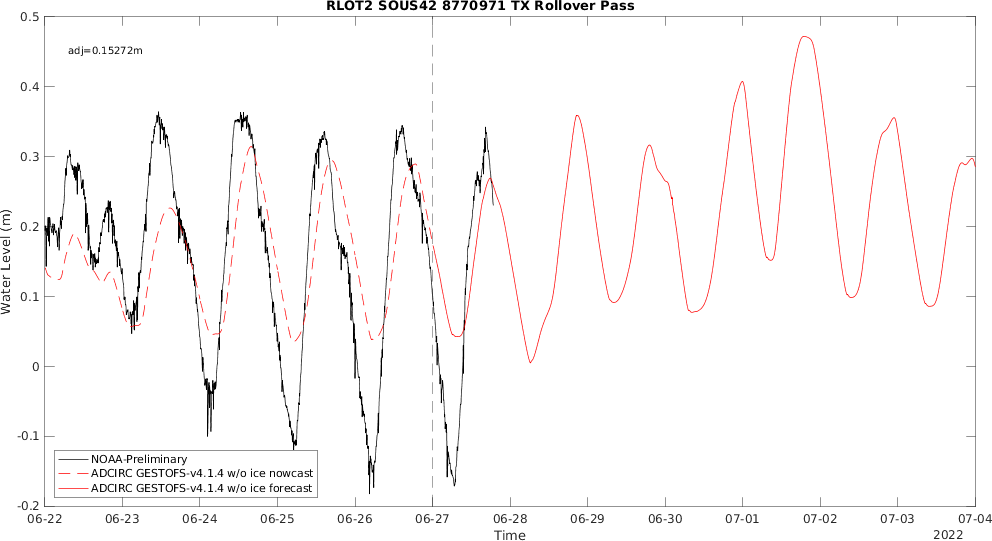 RLOT2 SOUS42 8770971 TX Rollover Pass
adj=0.15272m
Water Level (m)
0.5
0.4
0.3
0.2
0.1
0
-0.1
-0.2
NOAA-Preliminary
ADCIRC GESTOFS-v4.1.4 w/o ice nowcast
ADCIRC GESTOFS-v4.1.4 w/o ice forecast
06-22 06-23 06-24 06-25 06-26 06-27 06-28 06-29 06-30 07-01 07-02 07-03 07-04
Time
2022